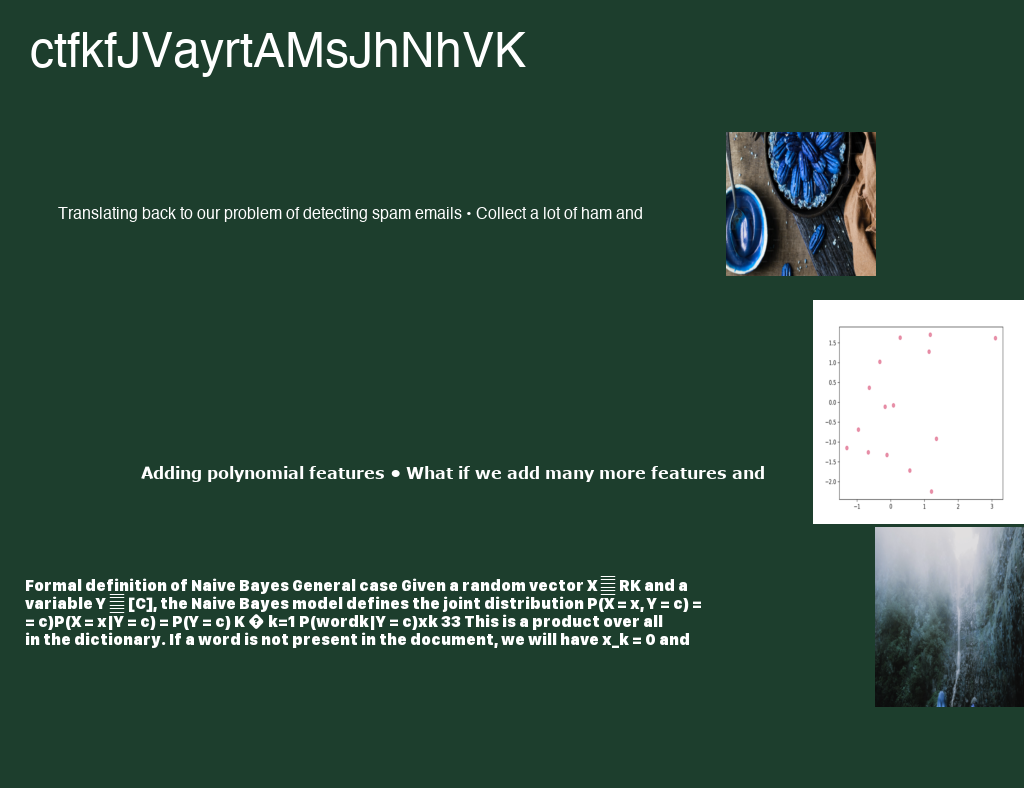 ctfkfJVayrtAMsJhNhVK
Translating back to our problem of detecting spam emails • Collect a lot of ham and
1.5
1.0
0.5
0.0
−0.5
−1.0
−1.5
−2.0
−1 0 1 2 3
Adding polynomial features • What if we add many more features and
Formal definition of Naive Bayes General case Given a random vector X RK and a
variable Y [C], the Naive Bayes model defines the joint distribution P(X = x, Y = c) =
= c)P(X = x|Y = c) = P(Y = c) K � k=1 P(wordk|Y = c)xk 33 This is a product over all
in the dictionary. If a word is not present in the document, we will have x_k = 0 and